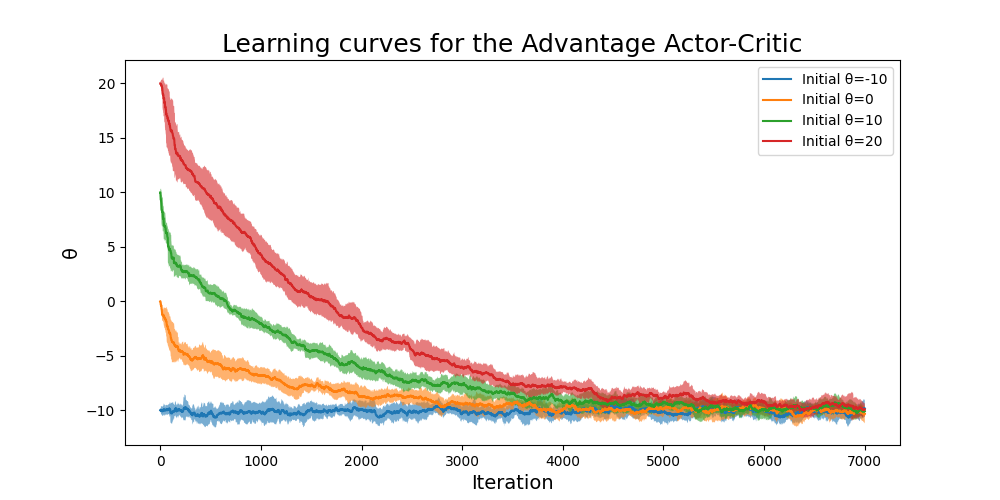 Learning curves for the Advantage Actor-Critic
Initial θ=-10
Initial θ=0
Initial θ=10
Initial θ=20
θ
20
15
10
5
0
−5
−10
0 1000 2000 3000 4000 5000 6000 7000
Iteration